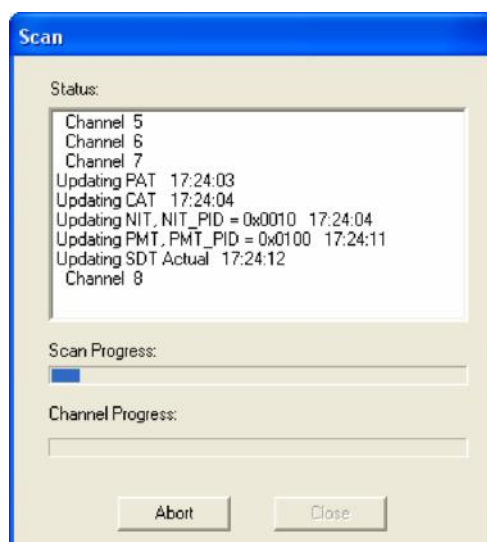 Scan
Status:
Channel 5
Channel 6
Channel 7
Updating PAT 17:24:03
Updating CAT 17:24:04
Updating NIT, NIT_PID = 0x0010 17:24:04
Updating PMT, PMT_PID = 0x0100 17:24:11
Updating SDT Actual 17:24:12
Channel 8
Scan Progress:
Channel Progress:
Abort Close